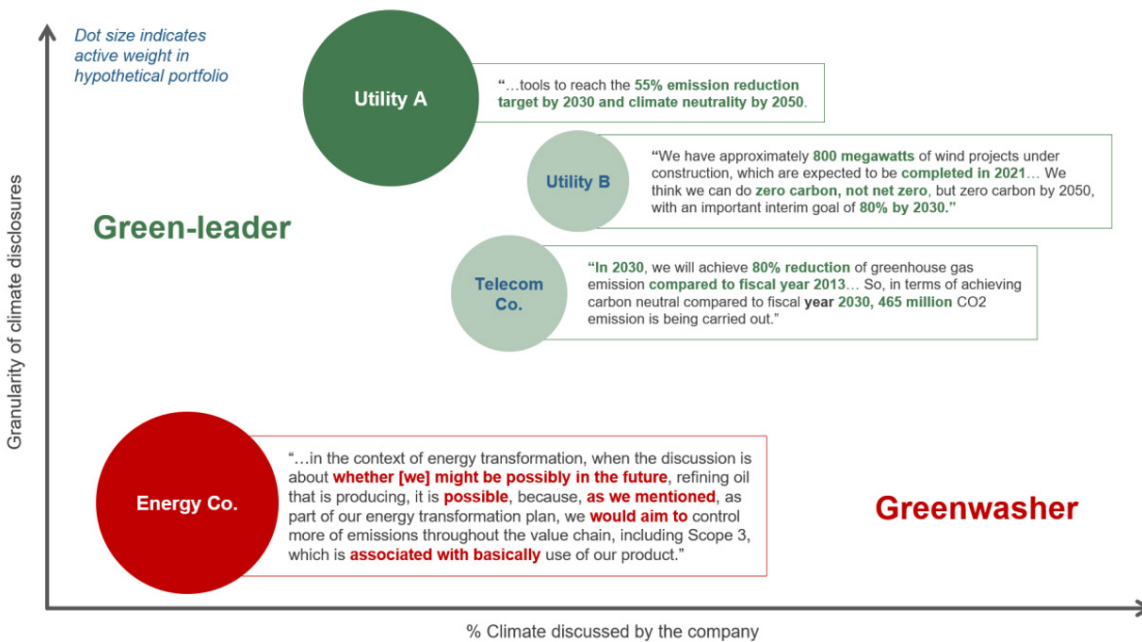 Dot size indicates
active weight in
hypothetical portfolio
Utility A
“…tools to reach the 55% emission reduction
target by 2030 and climate neutrality by 2050.
Utility B
“We have approximately 800 megawatts of wind projects under
construction, which are expected to be completed in 2021… We
think we can do zero carbon, not net zero, but zero carbon by 2050,
with an important interim goal of 80% by 2030.”
Green-leader
Telecom
Co.
“In 2030, we will achieve 80% reduction of greenhouse gas
emission compared to fiscal year 2013… So, in terms of achieving
carbon neutral compared to fiscal year 2030, 465 million CO2
emission is being carried out.”
Granularity of climate disclosures
Energy Co.
“…in the context of energy transformation, when the discussion is
about whether [we] might be possibly in the future, refining oil
that is producing, it is possible, because, as we mentioned, as
part of our energy transformation plan, we would aim to control
more of emissions throughout the value chain, including Scope 3,
which is associated with basically use of our product.”
Greenwasher
% Climate discussed by the company